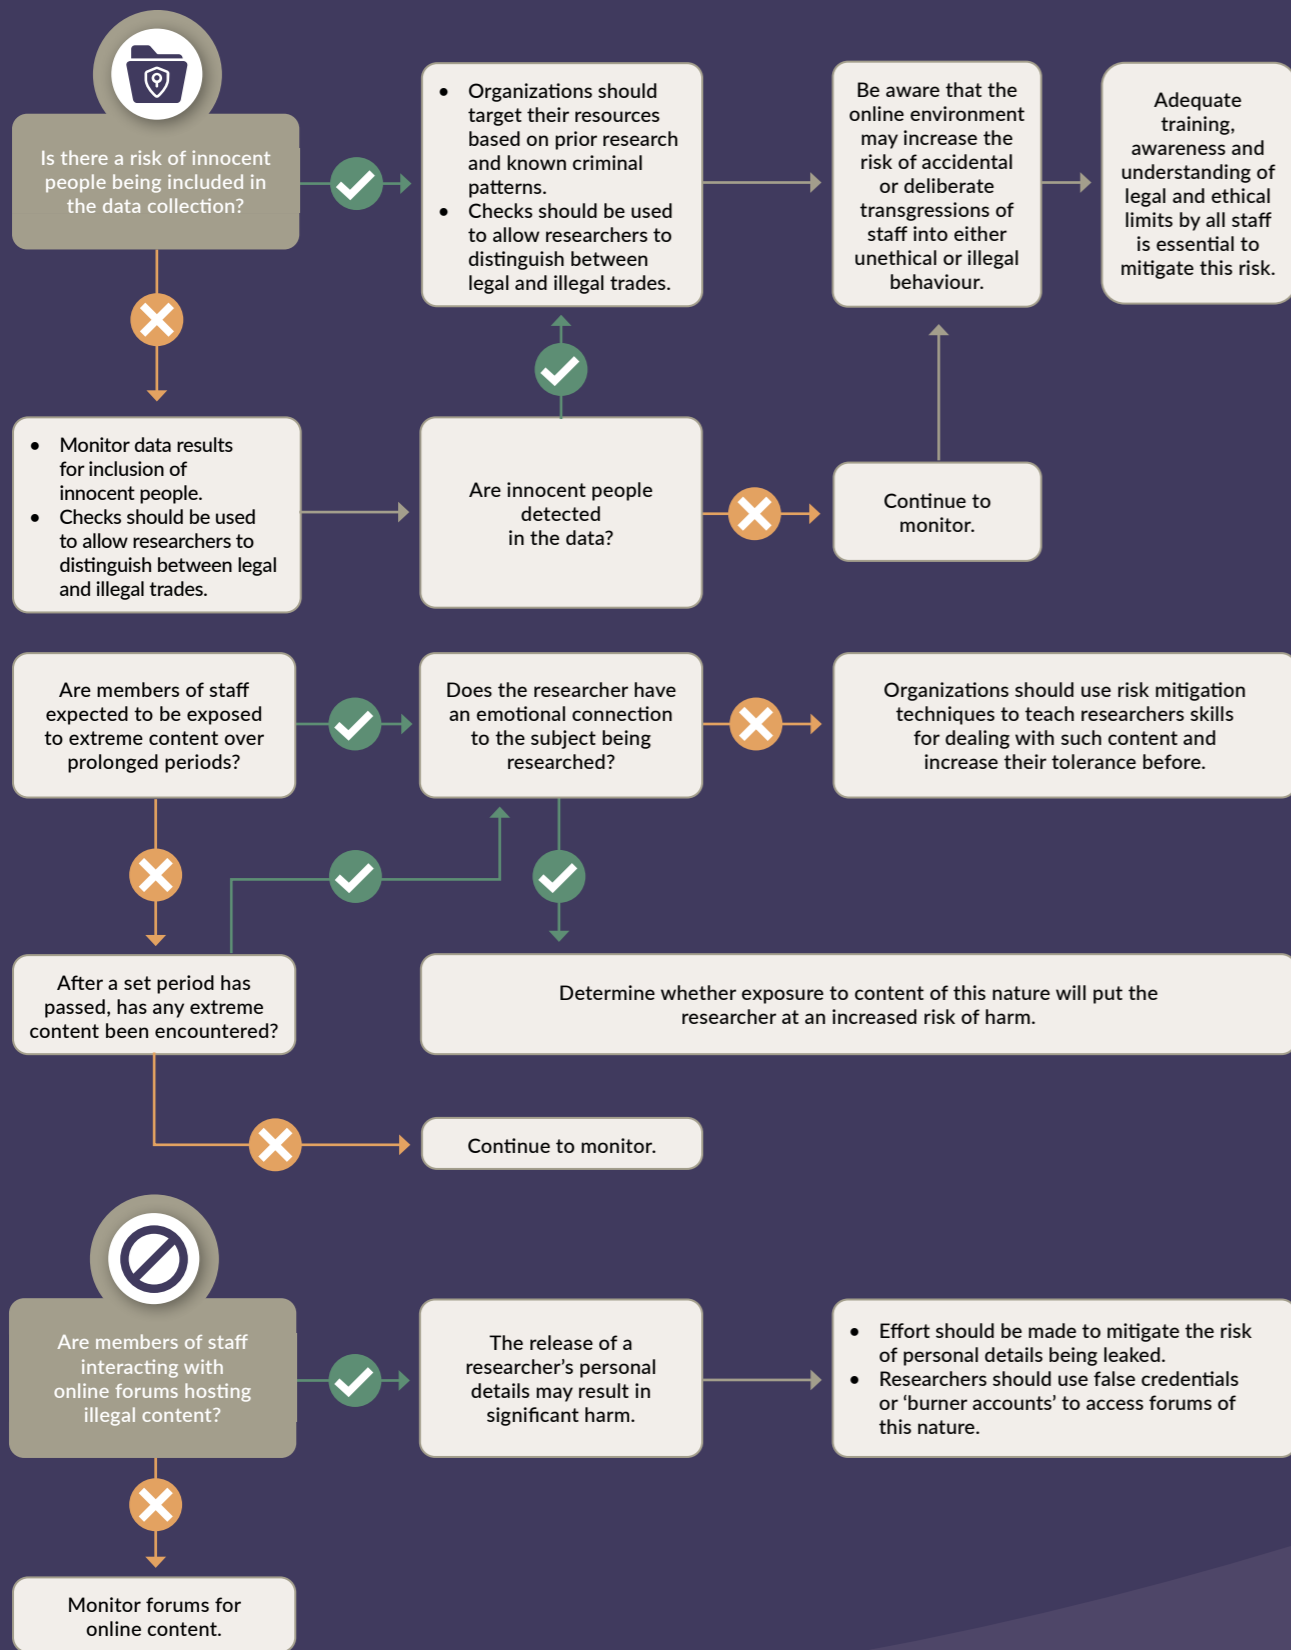 Is there a risk of innocent
people being included in
the data collection?
• Organizations should
target their resources
based on prior research
and known criminal
patterns.
• Checks should be used
to allow researchers to
distinguish between
legal and illegal trades.
Be aware that the
online environment
may increase the
risk of accidental
or deliberate
transgressions of
staff into either
unethical or illegal
behaviour.
Adequate
training,
awareness and
understanding of
legal and ethical
limits by all staff
is essential to
mitigate this risk.
• Monitor data results
for inclusion of
innocent people.
• Checks should be used
to allow researchers to
distinguish between legal
and illegal trades.
Are innocent people
detected
in the data?
Continue to
monitor.
Are members of staff
expected to be exposed
to extreme content over
prolonged periods?
Does the researcher have
an emotional connection
to the subject being
researched?
Organizations should use risk mitigation
techniques to teach researchers skills
for dealing with such content and
increase their tolerance before.
After a set period has
passed, has any extreme
content been encountered?
Determine whether exposure to content of this nature will put the
researcher at an increased risk of harm.
Continue to monitor.
Are members of staff
interacting with
online forums hosting
illegal content?
The release of a
researcher’s personal
details may result in
significant harm.
• Effort should be made to mitigate the risk
of personal details being leaked.
• Researchers should use false credentials
or ‘burner accounts’ to access forums of
this nature.
Monitor forums for
online content.